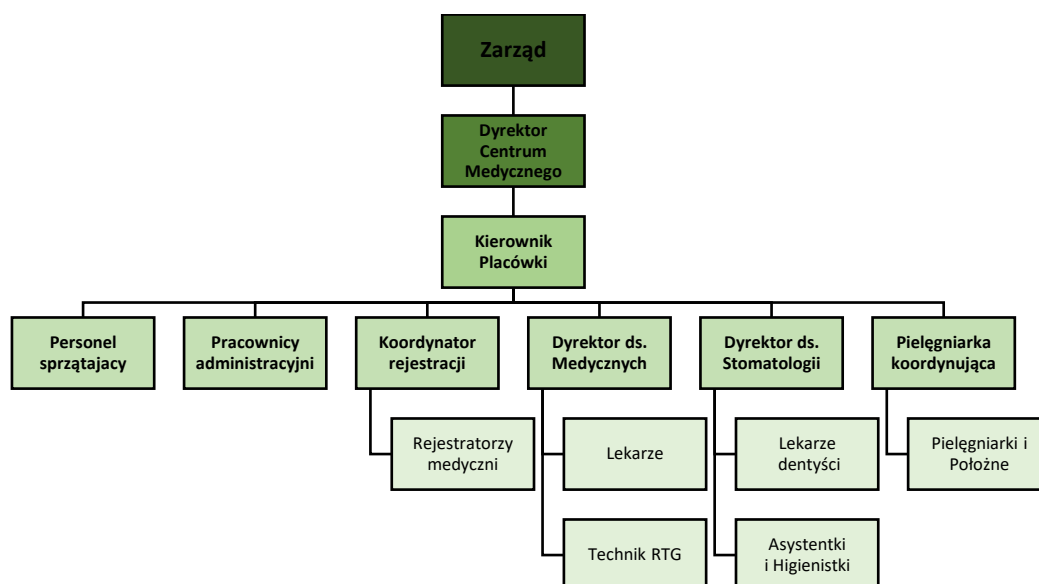 Zarząd
Dyrektor
Centrum
Medycznego
Kierownik
Placówki
Personel
sprzątajacy
Pracownicy
administracyjni
Koordynator
rejestracji
Dyrektor ds.
Medycznych
Dyrektor ds.
Stomatologii
Pielęgniarka
koordynująca
Rejestratorzy
medyczni
Lekarze
Lekarze
dentyści
Pielęgniarki i
Położne
Technik RTG
Asystentki
i Higienistki